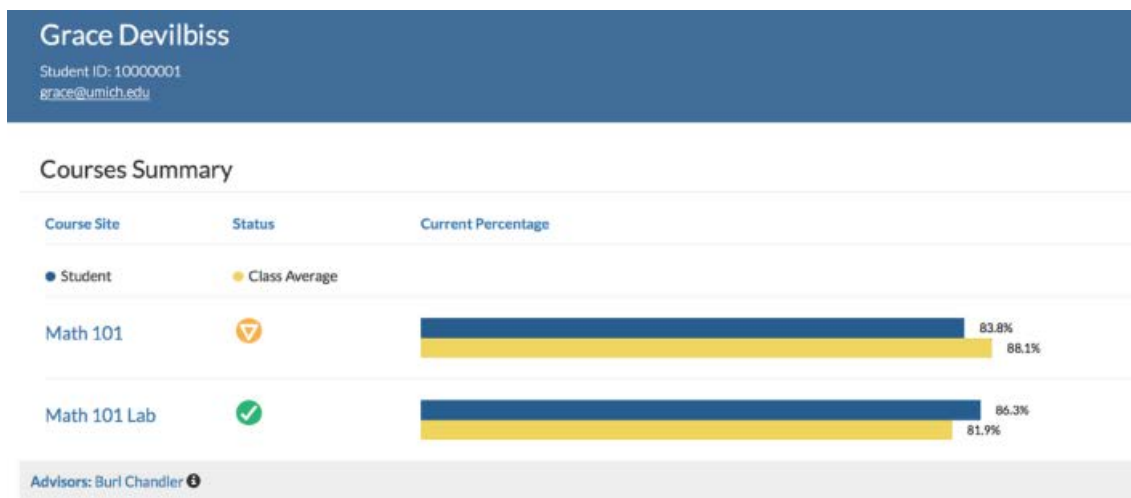 Grace Devilbiss
Student ID: 10000001
grace@umich.edu
Courses Summary
Course Site Status Current Percentage
Student Class Average
Math 101 83.8%
88.1%
Math 101 Lab 86.3%
81.9%
Advisors: Burl Chandler